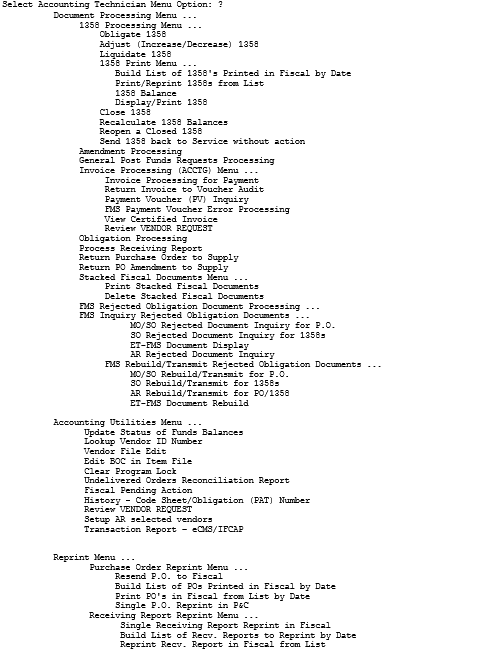 Select Accounting Technician Menu Option: ?
Document Processing Menu ...
1358 Processing Menu ...
Obligate 1358
Adjust (Increase/Decrease) 1358
Liquidate 1358
1358 Print Menu ...
Build List of 1358's Printed in Fiscal by Date
Print/Reprint 1358s from List
1358 Balance
Display/Print 1358
Close 1358
Recalculate 1358 Balances
Reopen a Closed 1358
Send 1358 back to Service without action
Amendment Processing
General Post Funds Requests Processing
Invoice Processing (ACCTG) Menu ...
Invoice Processing for Payment
Return Invoice to Voucher Audit
Payment Voucher (PV) Inquiry
FMS Payment Voucher Error Processing
View Certified Invoice
Review VENDOR REQUEST
Obligation Processing
Process Receiving Report
Return Purchase Order to Supply
Return PO Amendment to Supply
Stacked Fiscal Documents Menu ...
Print Stacked Fiscal Documents
Delete Stacked Fiscal Documents
FMS Rejected Obligation Document Processing ...
FMS Inquiry Rejected Obligation Documents ...
MO/SO Rejected Document Inquiry for P.O.
SO Rejected Document Inquiry for 1358s
ET-FMS Document Display
AR Rejected Document Inquiry
FMS Rebuild/Transmit Rejected Obligation Documents ...
MO/SO Rebuild/Transmit for P.O.
SO Rebuild/Transmit for 1358s
AR Rebuild/Transmit for PO/1358
ET-FMS Document Rebuild
Accounting Utilities Menu ...
Update Status of Funds Balances
Lookup Vendor ID Number
Vendor File Edit
Edit BOC in Item File
Clear Program Lock
Undelivered Orders Reconciliation Report
Fiscal Pending Action
History - Code Sheet/Obligation (PAT) Number
Review VENDOR REQUEST
Setup AR selected vendors
Transaction Report - eCMS/IFCAP
Reprint Menu ...
Purchase Order Reprint Menu ...
Resend P.O. to Fiscal
Build List of POs Printed in Fiscal by Date
Print PO's in Fiscal from List by Date
Single P.O. Reprint in P&C
Receiving Report Reprint Menu ...
Single Receiving Report Reprint in Fiscal
Build List of Recv. Reports to Reprint by Date
Reprint Recv. Report in Fiscal from List